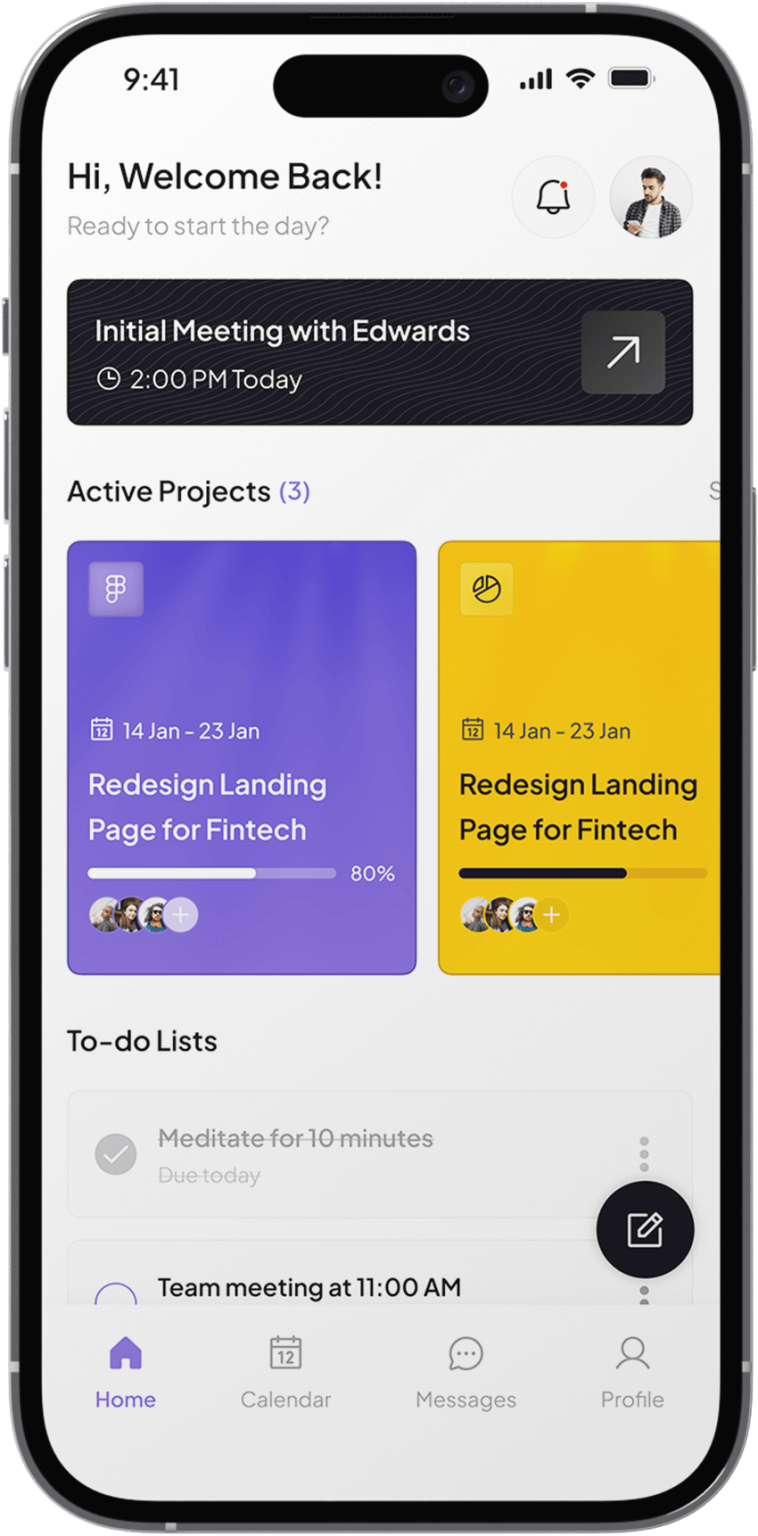 9:41
Hi, Welcome Back!
Ready to start the day?
Initial Meeting with Edwards
2:00 PM Today
Active Projects (3)
S
12 14 Jan - 23 Jan
Redesign Landing
Page for Fintech
80%
12 14 Jan - 23 Jan
Redesign Landing
Page for Fintech
To-do Lists
Meditate for 10 minutes
Due today
Team meeting at 11:00 AM
12
Home Calendar Messages Profile